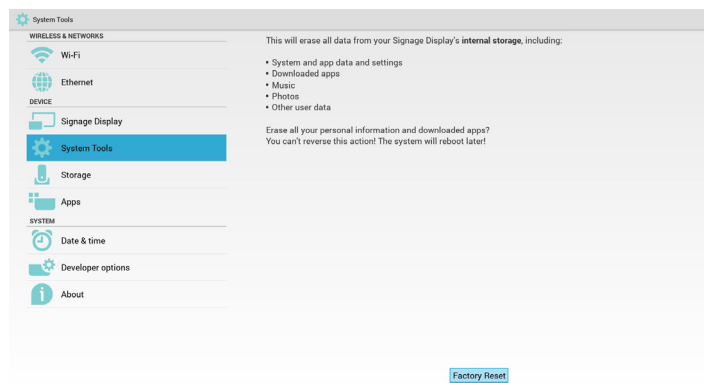 System Tools
WIRELESS & NETWORKS
Wi-Fi
Ethernet
DEVICE
Signage Display
System Tools
Storage
Apps
SYSTEM
Date & time
Developer options
About
This will erase all data from your Signage Display's internal storage, including:
• System and app data and settings
• Downloaded apps
• Music
• Photos
• Other user data
Erase all your personal information and downloaded apps?
You can't reverse this action! The system will reboot later!
Factory Reset